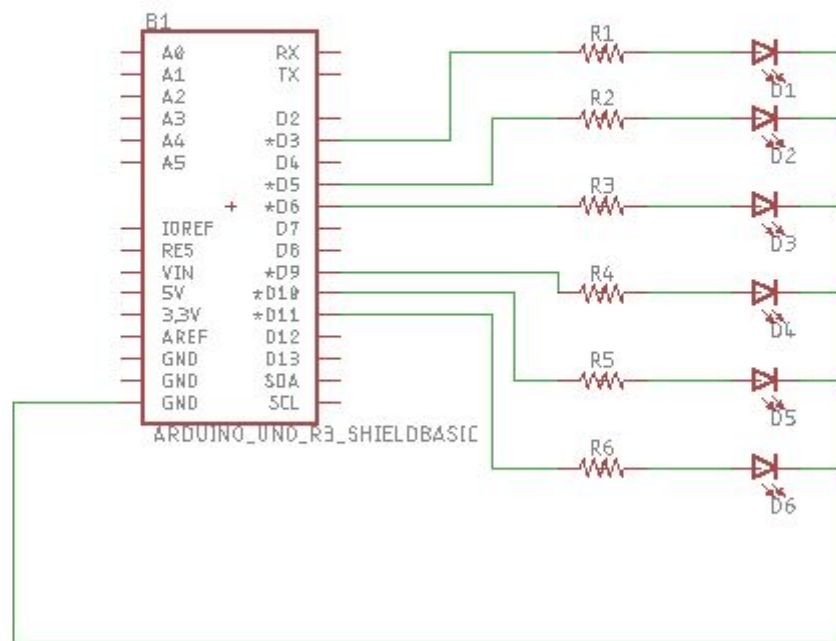 B1
A0 RX
A1 TX
A2
A3 D2
A4 *D3
A5 D4
*D5
*D6
IOREF D7
RES D8
VIN *D9
5V *D10
3,3V *D11
AREF D12
GND D13
GND SDA
GND SCL
ARDUINO_UNO_R3_SHIELDBASIC
R1
D1
R2
D2
R3
D3
R4
D4
R5
D5
R6
D6